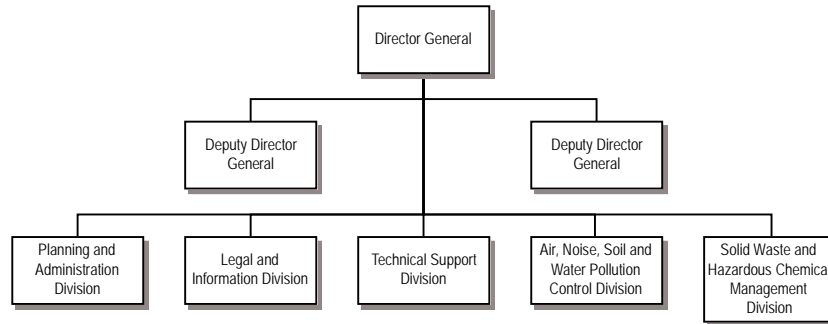 Director General
Deputy Director
General
Deputy Director
General
Planning and
Administration
Division
Legal and
Information Division
Technical Support
Division
Air, Noise, Soil and
Water Pollution
Control Division
Solid Waste and
Hazardous Chemica
Management
Division